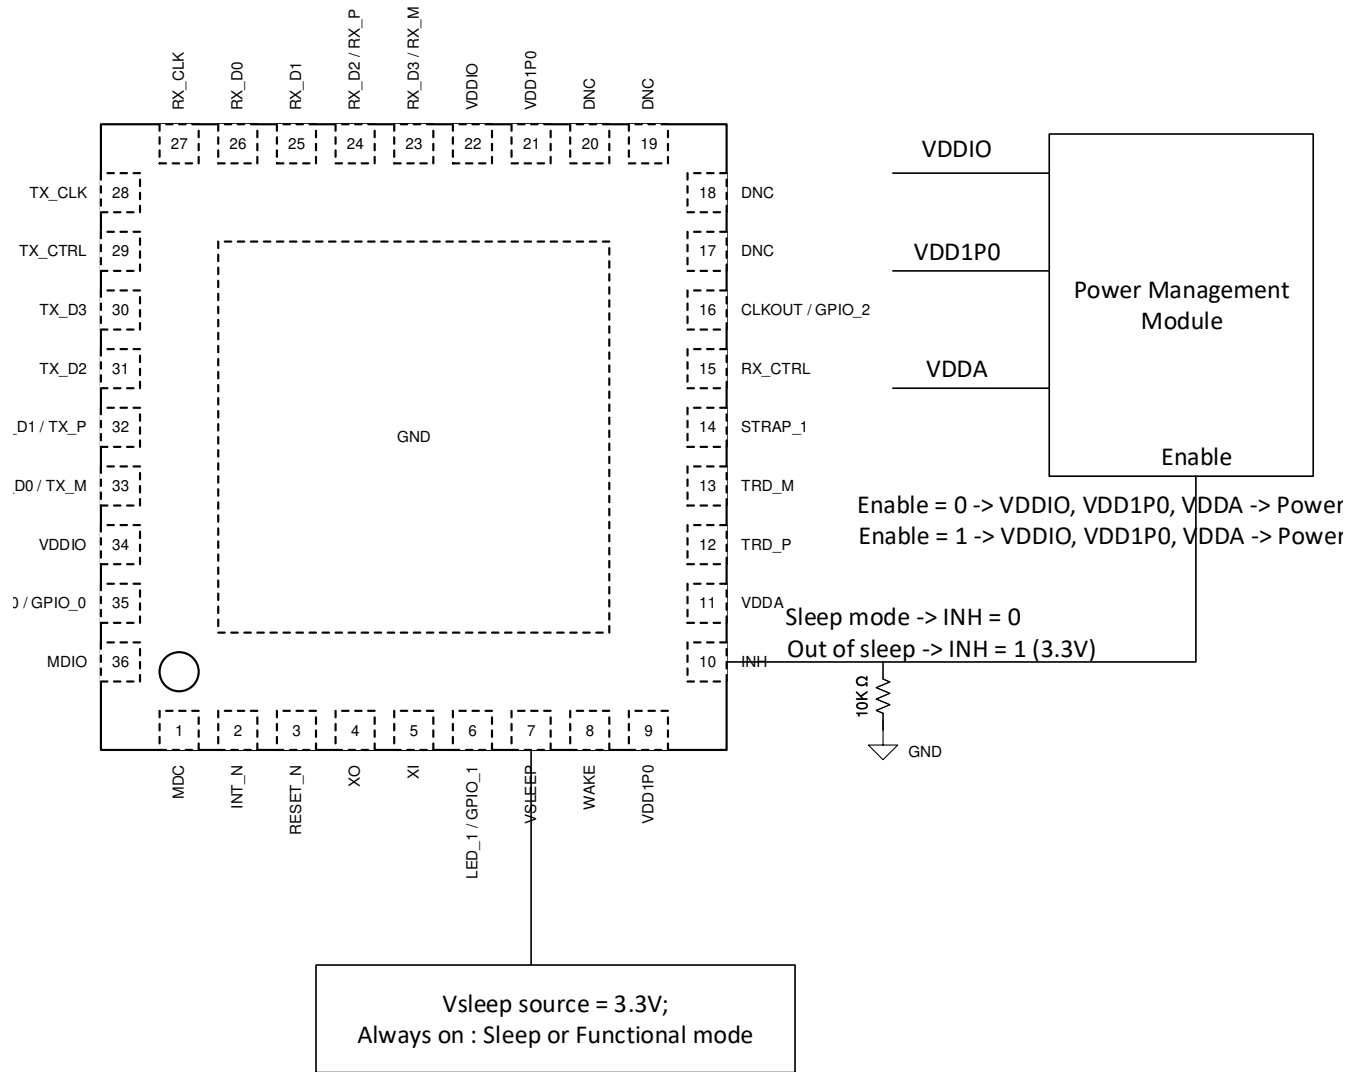 RX_CLK
RX_D0
RX_D1
RX_D2 / RX_P
RX_D3 / RX_M
VDDIO
VDD1P0
DNC
DNC
27
26
25
24
23
22
21
20
19
TX_CLK
28
TX_CTRL
29
TX_D3
30
TX_D2
31
_D1 / TX_P
32
_D0 / TX_M
33
VDDIO
34
/ GPIO_0
35
MDIO
36
GND
18
DNC
17
DNC
16
CLKOUT / GPIO_2
15
RX_CTRL
14
STRAP_1
13
TRD_M
12
TRD_P
11
VDDA
10
INH
1
2
3
4
5
6
7
8
9
MDC
INT_N
RESET_N
XO
XI
LED_1 / GPIO_1
VSLEEP
WAKE
VDD1P0
VDDIO
VDD1P0
VDDA
Power Management
Module
Enable
Enable = 0 -> VDDIO, VDD1P0, VDDA -> Power
Enable = 1 -> VDDIO, VDD1P0, VDDA -> Power
Sleep mode -> INH = 0
Out of sleep -> INH = 1 (3.3V)
10K Ω
GND
Vsleep source = 3.3V;
Always on : Sleep or Functional mode